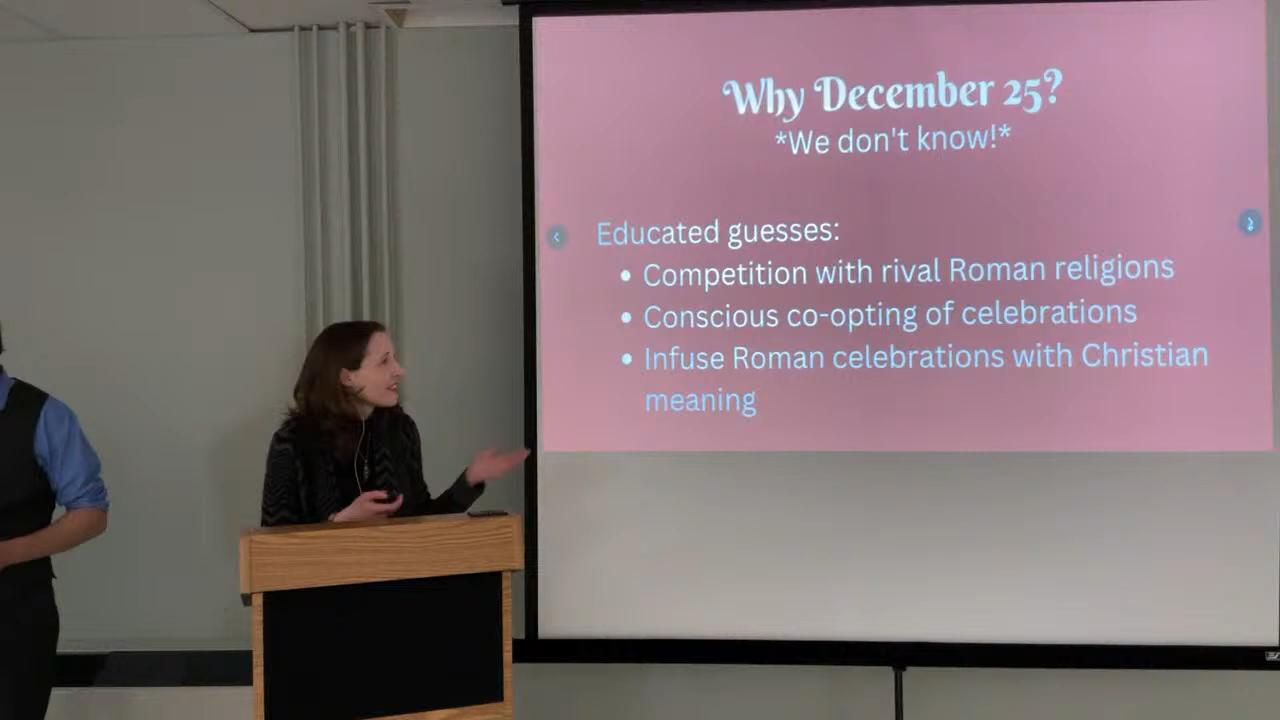 Why December 25?
*We don't know!*
Educated guesses:
• Competition with rival Roman religions
• Conscious co-opting of celebrations
• Infuse Roman celebrations with Christian
meaning